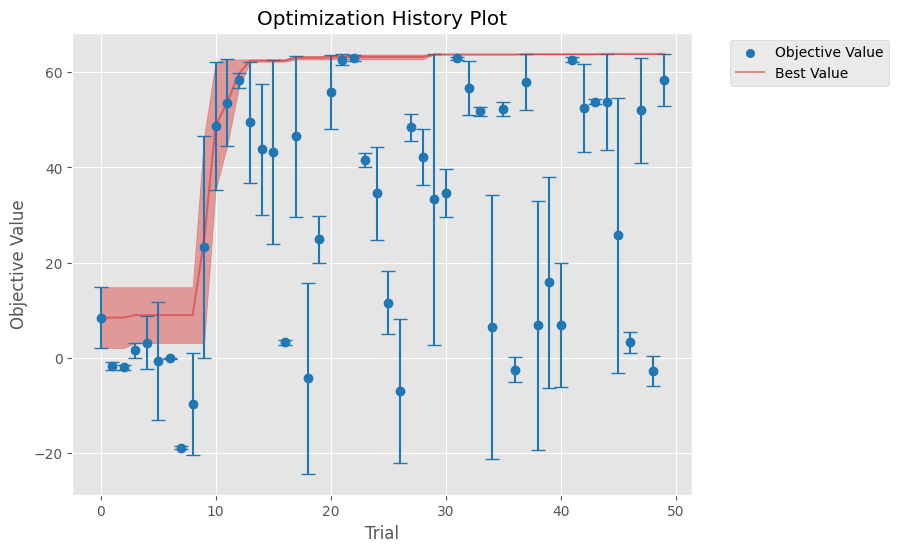 Optimization History Plot
Objective Value
Best Value
Objective Value
60
40
20
0
−20
0 10 20 30 40 50
Trial